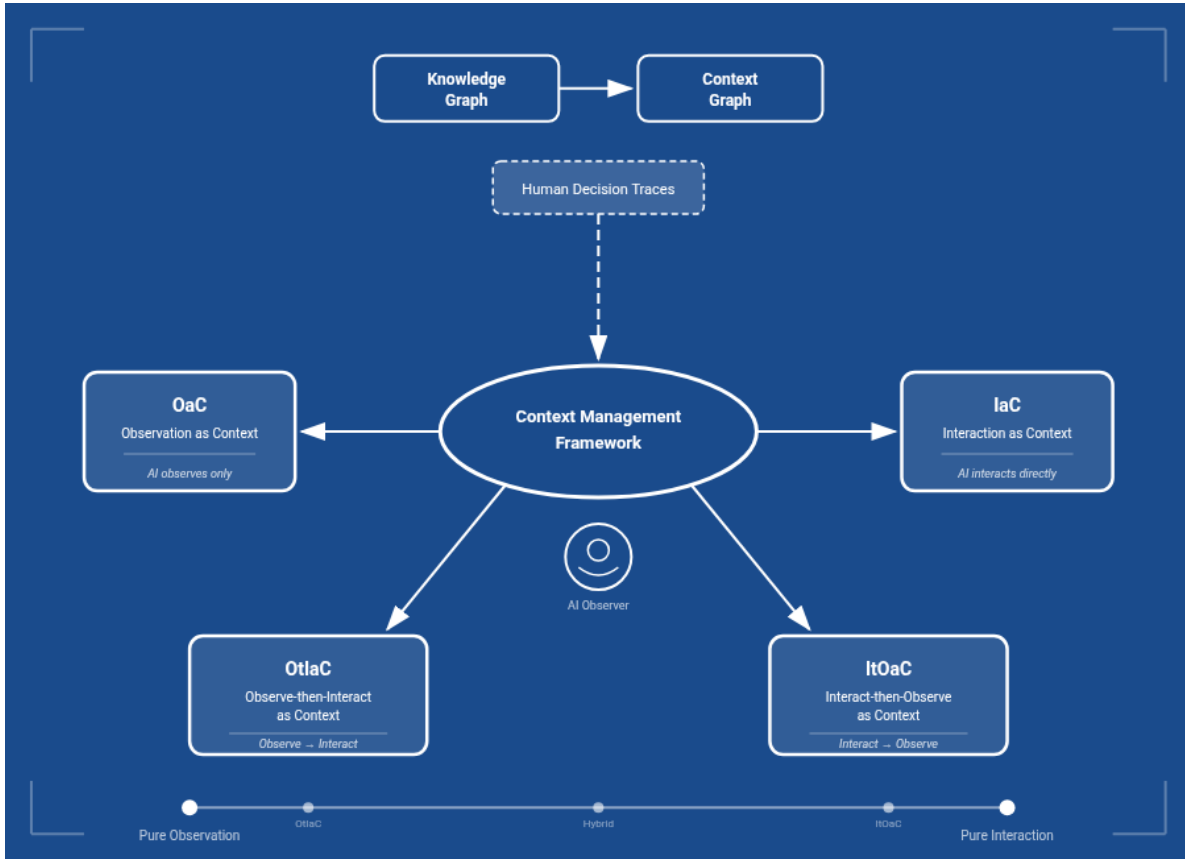 Knowledge
Graph
Context
Graph
Human Decision Traces
Context Management
Framework
OaC
Observation as Context
AI observes only
IaC
Interaction as Context
AI interacts directly
AI Observer
OtIaC
Observe-then-Interact
as Context
Observe → Interact
ItOaC
Interact-then-Observe
as Context
Interact → Observe
OtIaC
Hybrid
ItOaC
Pure Observation
Pure Interaction